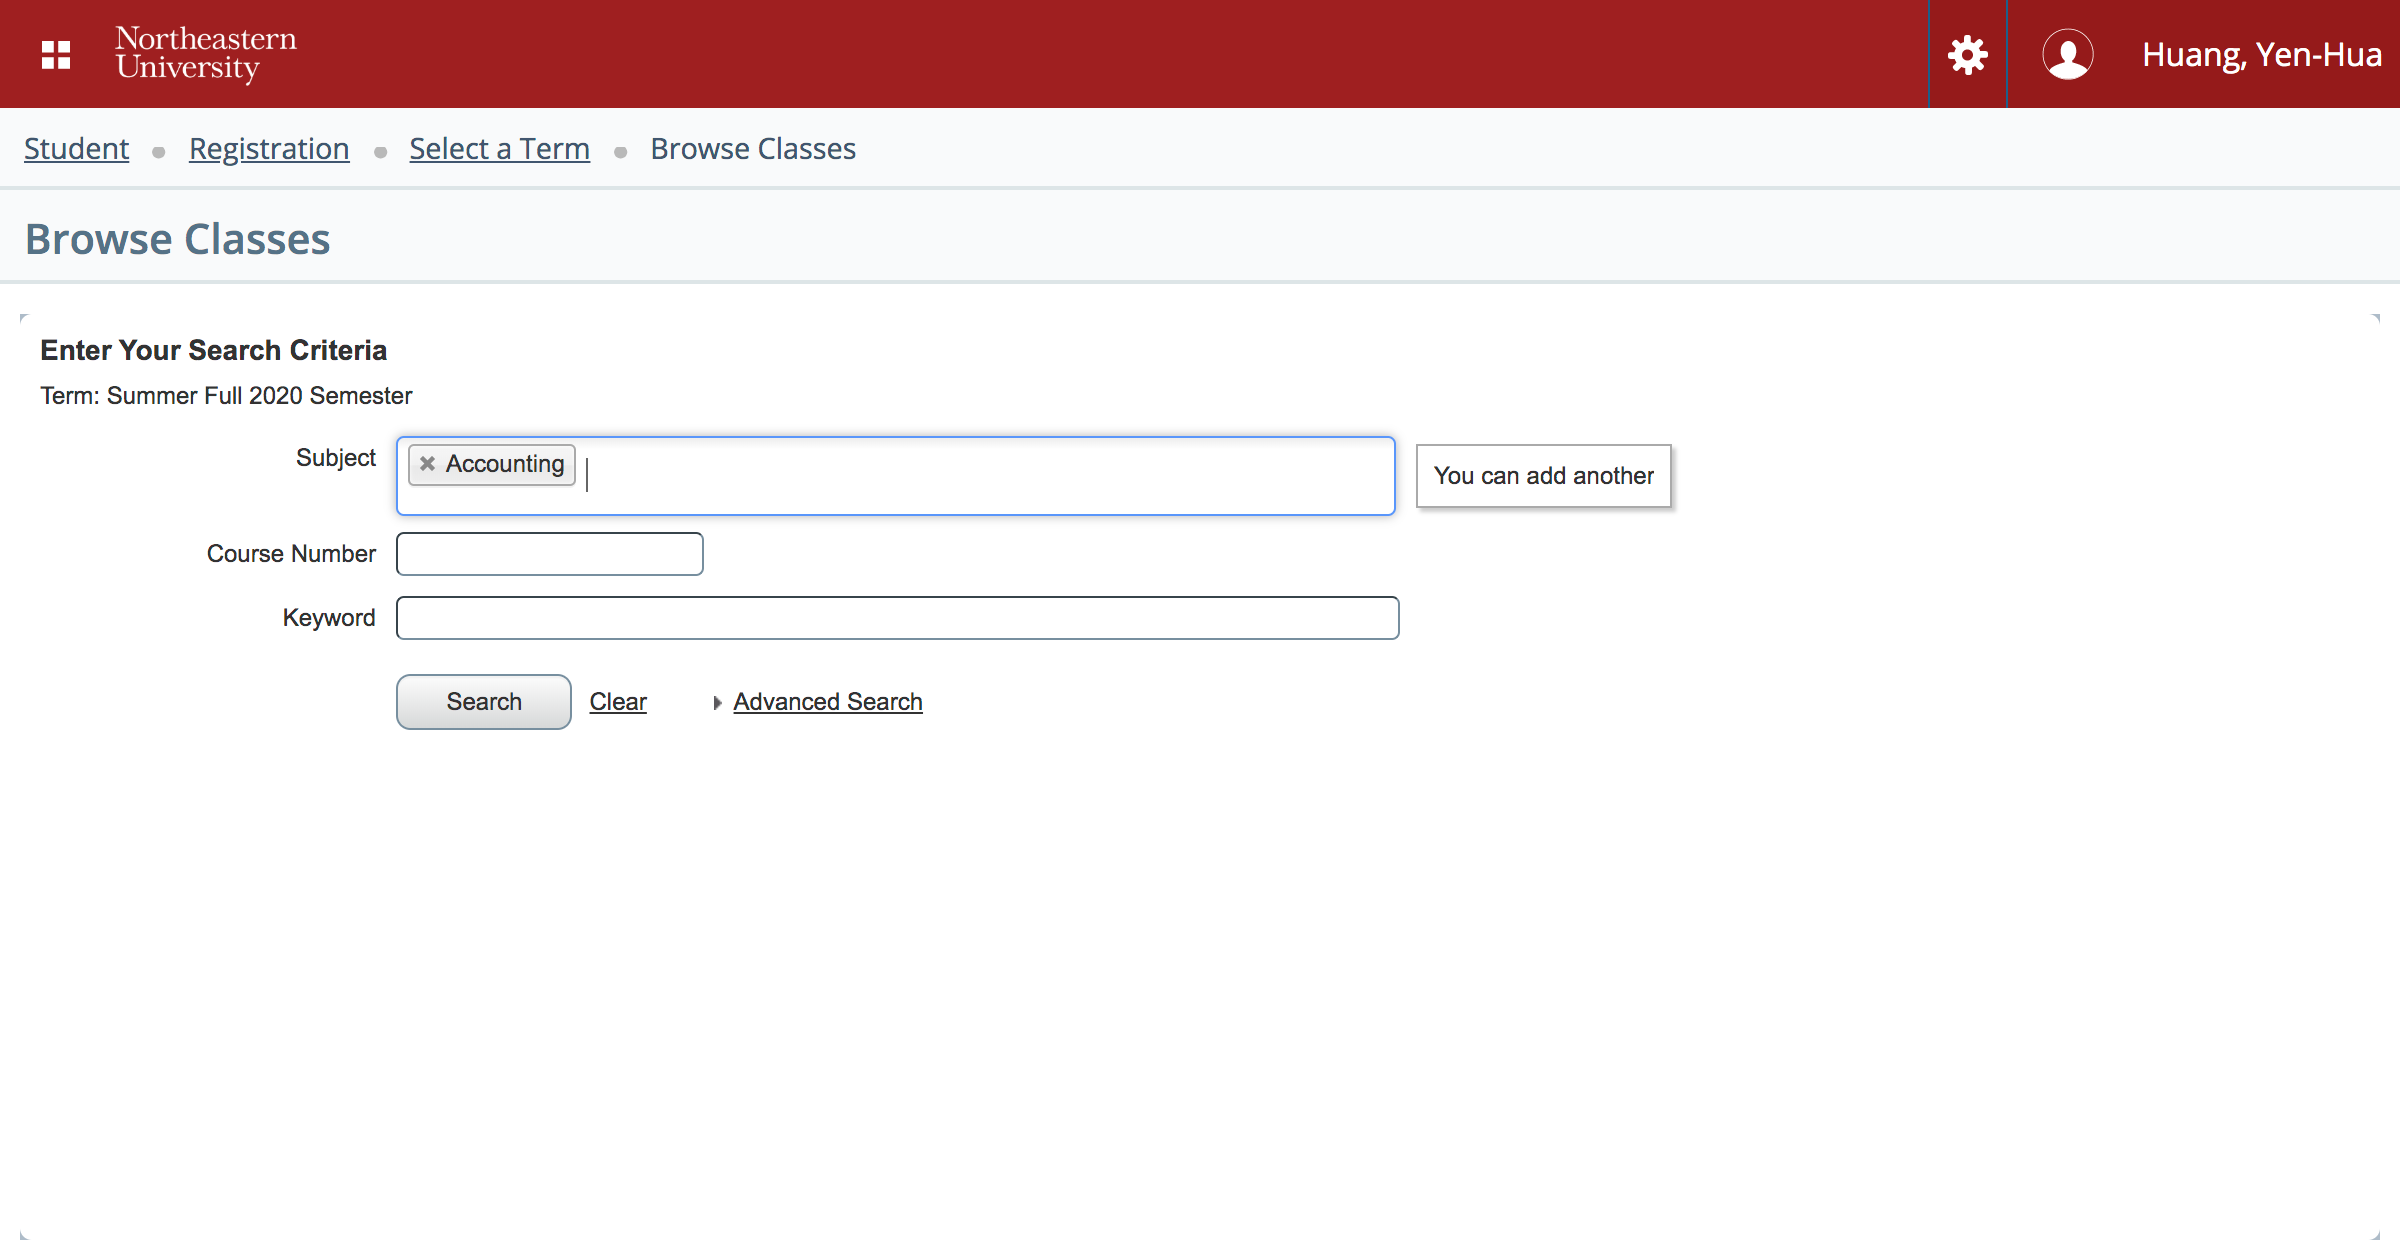 Northeastern
University
Huang, Yen-Hua
Student Registration Select a Term Browse Classes
Browse Classes
Enter Your Search Criteria
Term: Summer Full 2020 Semester
Subject Accounting You can add another
Course Number
Keyword
Search Clear Advanced Search